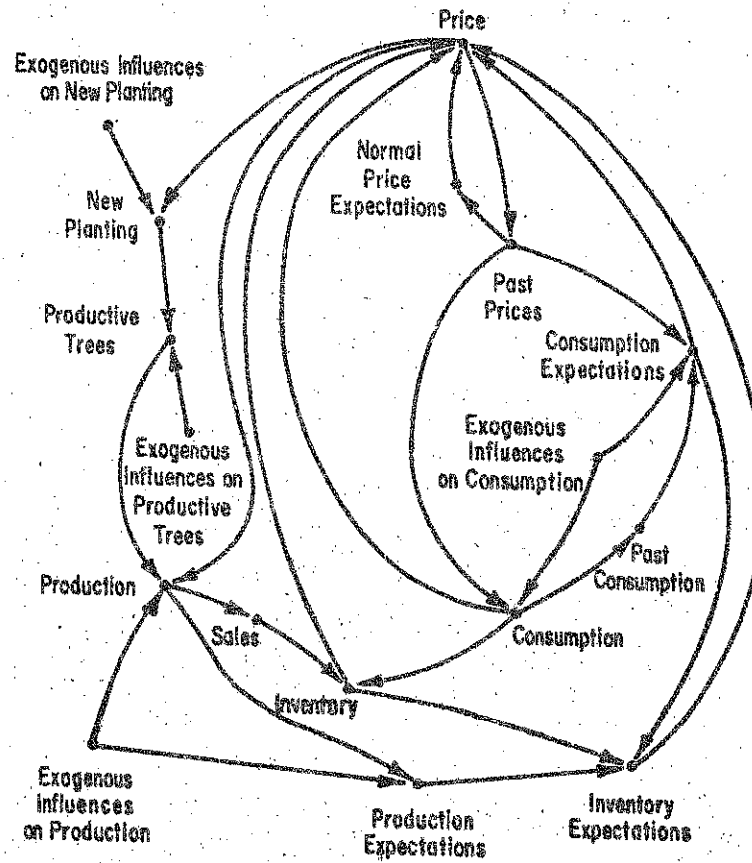 Price
Exogenous Influences
on New Planting
Normal
Price
Expectations
New
Planting
Past
Prices
Productive
Trees
Consumption
Expectations
Exogenous
Influences
on Consumption
Exogenous
Influences on
Productive
Trees
Past
Consumption
Production
Sales
Consumption
Inventory
Exogenous
Influences
on Production
Production
Expectations
Inventory
Expectations